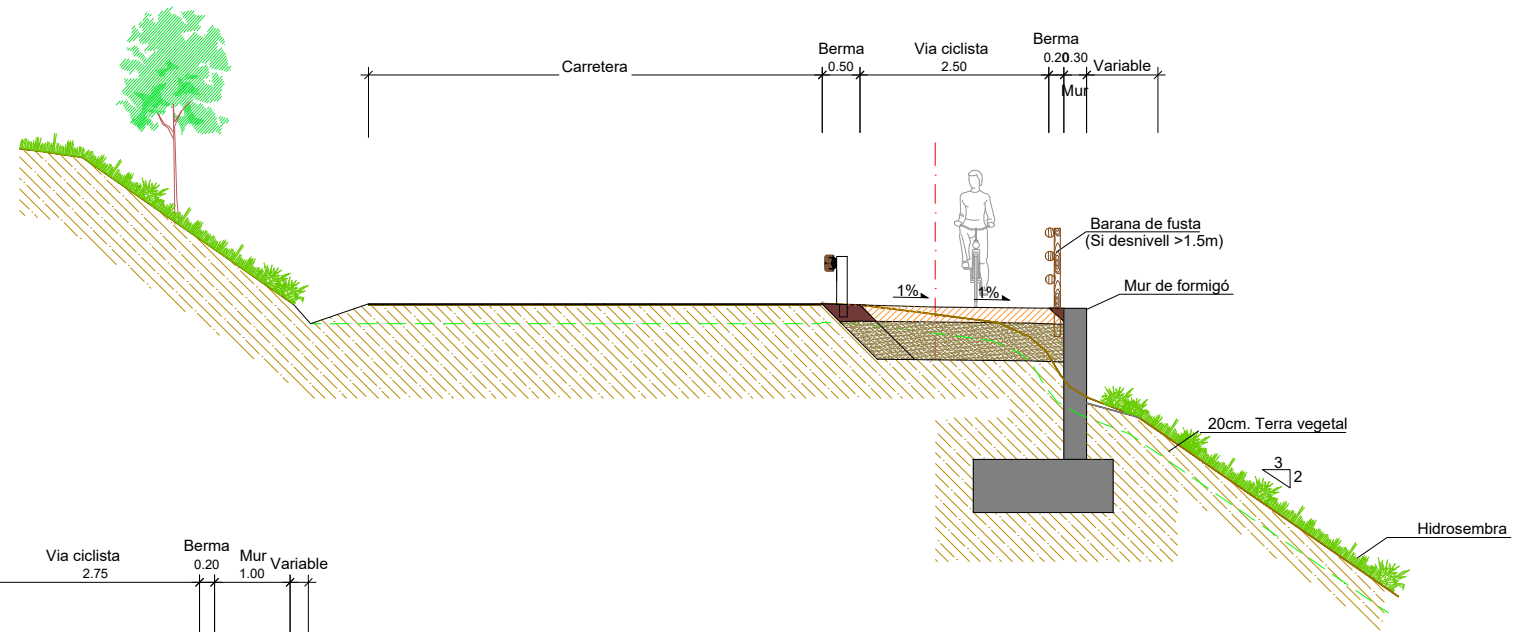 Carretera
Berma
0.50
Via ciclista
2.50
Berma
0.20
0.30
Mur
Variable
Barana de fusta
(Si desnivell >1.5m)
1%
1%
Mur de formigó
20cm. Terra vegetal
3
2
Hidrosembra
Via ciclista
2.75
Berma
0.20
Mur
1.00
Variable